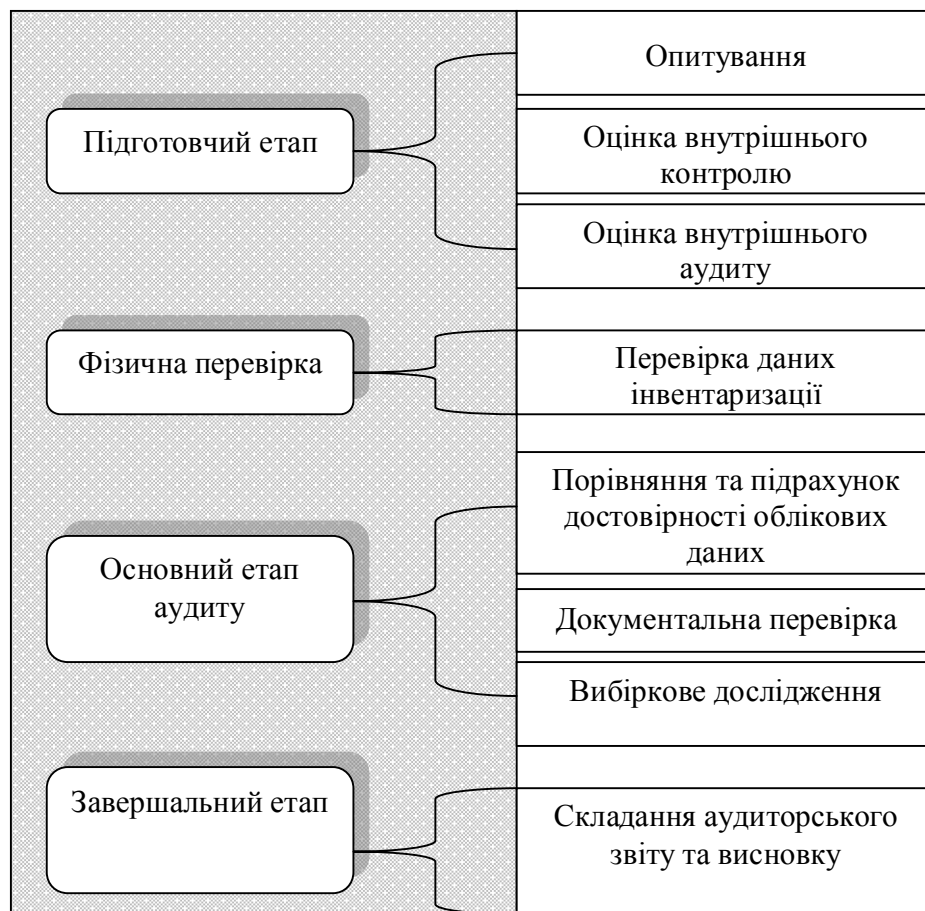 Підготовчий етап
Опитування
Оцінка внутрішнього
контролю
Оцінка внутрішнього
аудиту
Фізична перевірка
Перевірка даних
інвентаризації
Основний етап
аудиту
Порівняння та підрахунок
достовірності облікових
даних
Документальна перевірка
Вибіркове дослідження
Завершальний етап
Складання аудиторського
звіту та висновку